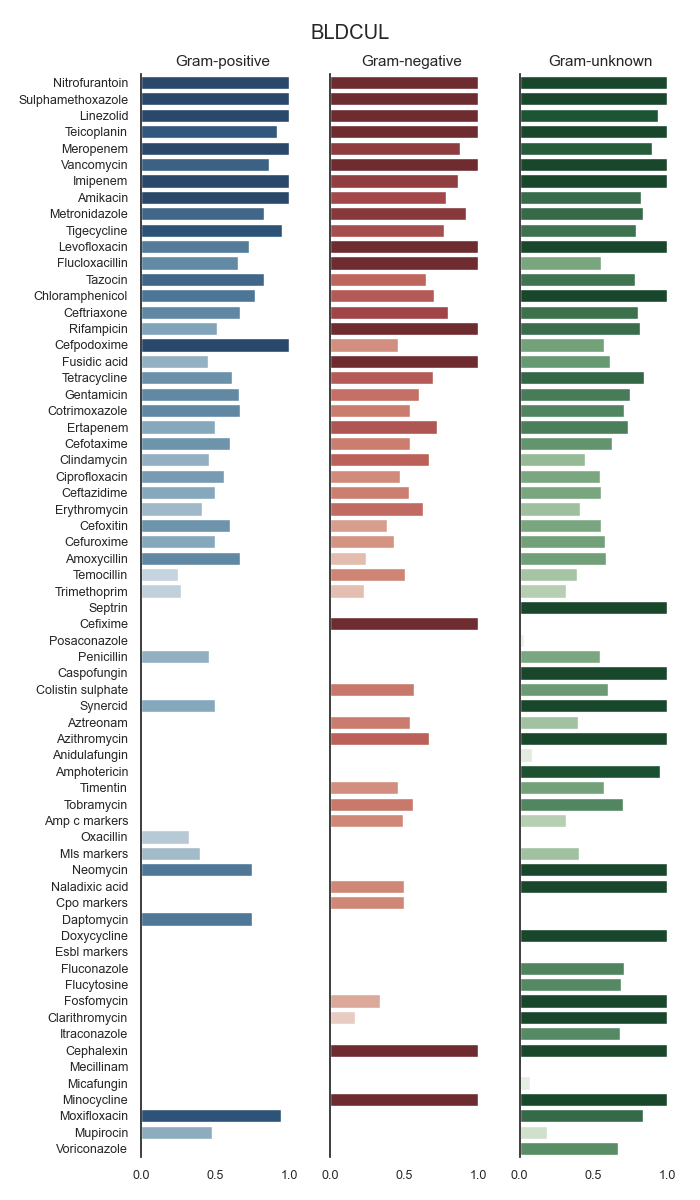 BLDCUL
Gram-positive Gram-negative Gram-unknown
Nitrofurantoin
Sulphamethoxazole
Linezolid
Teicoplanin
Meropenem
Vancomycin
Imipenem
Amikacin
Metronidazole
Tigecycline
Levofloxacin
Flucloxacillin
Tazocin
Chloramphenicol
Ceftriaxone
Rifampicin
Cefpodoxime
Fusidic acid
Tetracycline
Gentamicin
Cotrimoxazole
Ertapenem
Cefotaxime
Clindamycin
Ciprofloxacin
Ceftazidime
Erythromycin
Cefoxitin
Cefuroxime
Amoxycillin
Temocillin
Trimethoprim
Septrin
Cefixime
Posaconazole
Penicillin
Caspofungin
Colistin sulphate
Synercid
Aztreonam
Azithromycin
Anidulafungin
Amphotericin
Timentin
Tobramycin
Amp c markers
Oxacillin
Mls markers
Neomycin
Naladixic acid
Cpo markers
Daptomycin
Doxycycline
Esbl markers
Fluconazole
Flucytosine
Fosfomycin
Clarithromycin
Itraconazole
Cephalexin
Mecillinam
Micafungin
Minocycline
Moxifloxacin
Mupirocin
Voriconazole
0.0 0.5 1.0 0.0 0.5 1.0 0.0 0.5 1.0